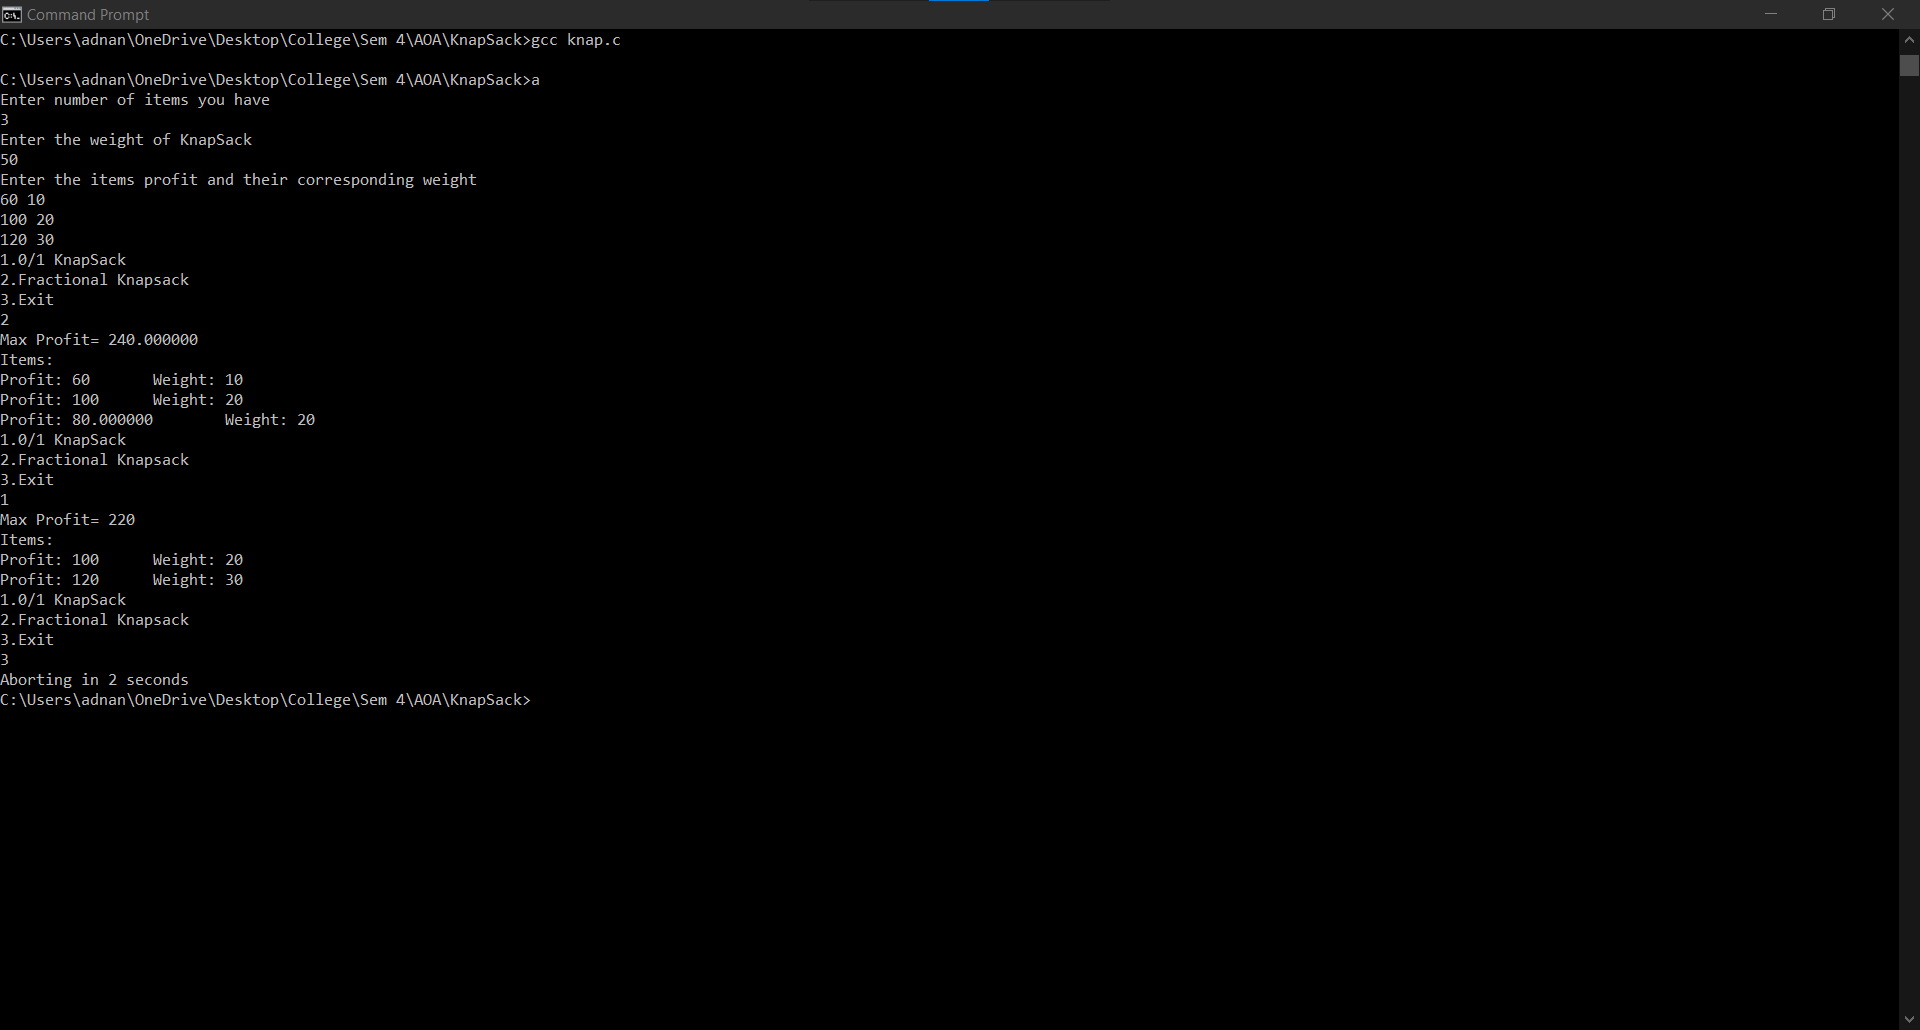 Command Prompt
C:\Users\adnan\OneDrive\Desktop\College\Sem 4\AOA\KnapSack>gcc knap.c
C:\Users\adnan\OneDrive\Desktop\College\Sem 4\AOA\KnapSack>a
Enter number of items you have
3
Enter the weight of KnapSack
50
Enter the items profit and their corresponding weight
60 10
100 20
120 30
1.0/1 KnapSack
2.Fractional Knapsack
3.Exit
2
Max Profit= 240.000000
Items:
Profit: 60      Weight: 10
Profit: 100     Weight: 20
Profit: 80.000000       Weight: 20
1.0/1 KnapSack
2.Fractional Knapsack
3.Exit
1
Max Profit= 220
Items:
Profit: 100     Weight: 20
Profit: 120     Weight: 30
1.0/1 KnapSack
2.Fractional Knapsack
3.Exit
3
Aborting in 2 seconds
C:\Users\adnan\OneDrive\Desktop\College\Sem 4\AOA\KnapSack>